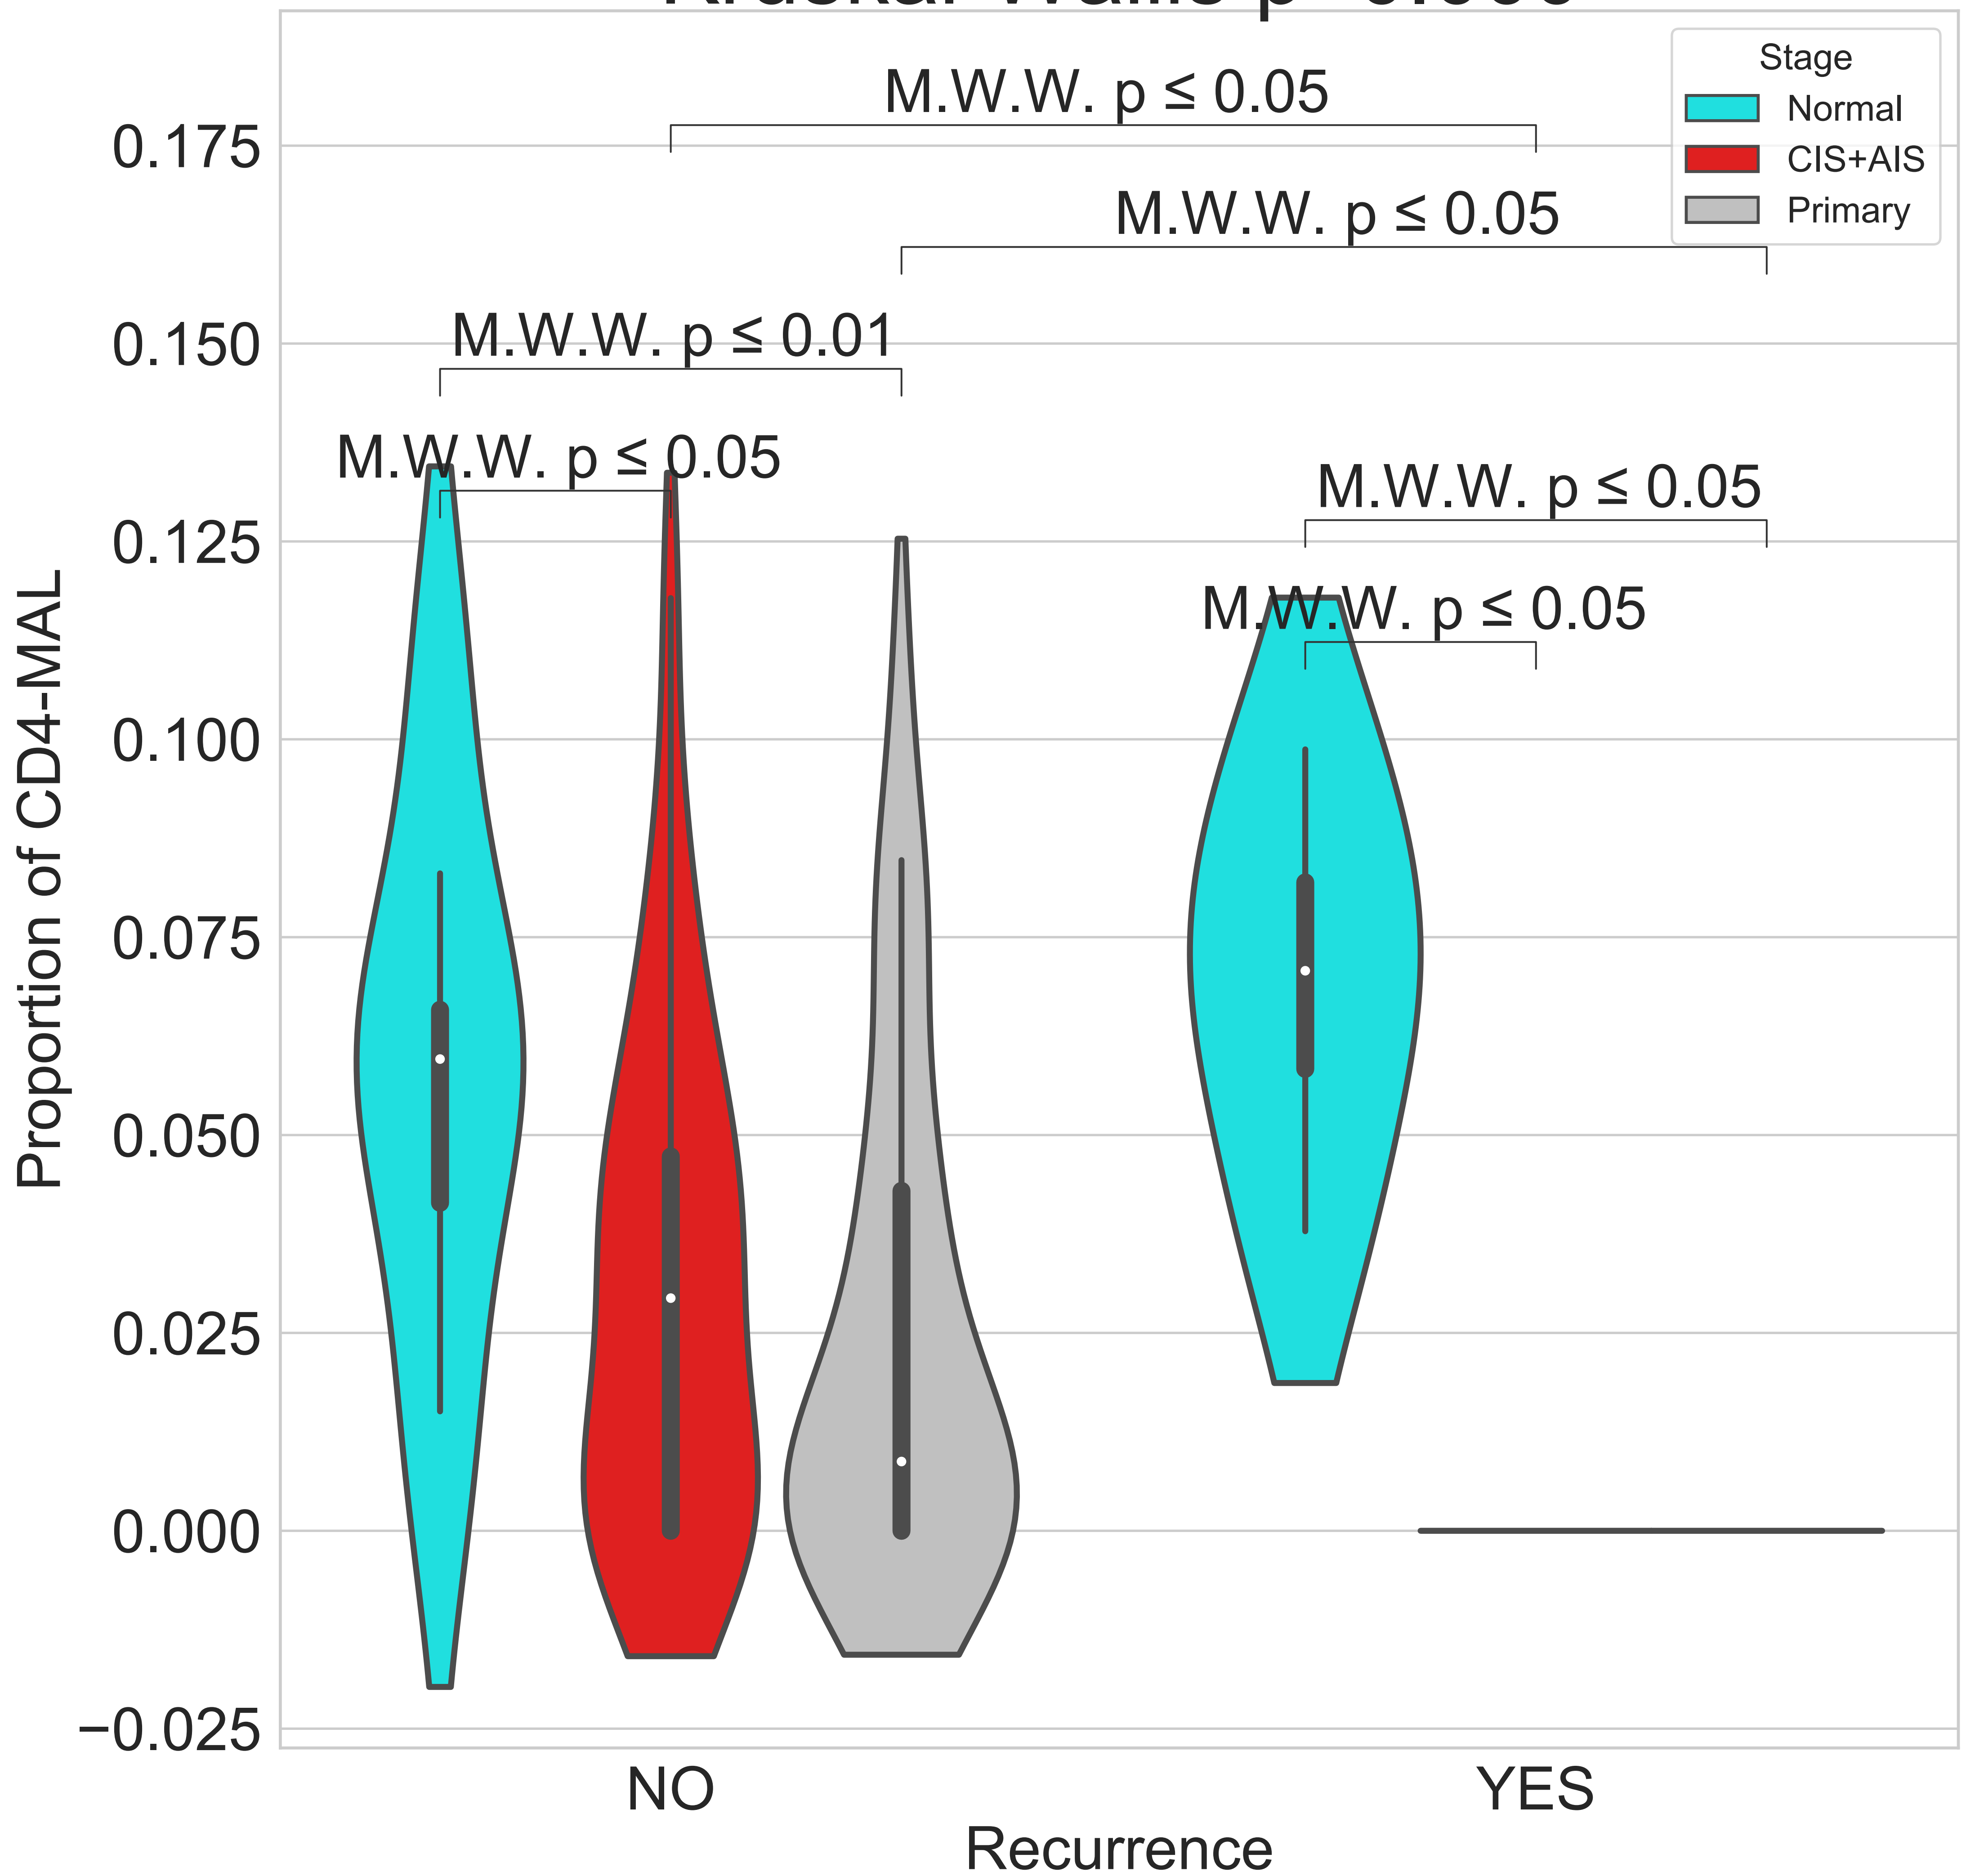 Stage
Normal
CIS+AIS
Primary
M.W.W. p ≤ 0.05
M.W.W. p ≤ 0.05
M.W.W. p ≤ 0.01
M.W.W. p ≤ 0.05
M.W.W. p ≤ 0.05
M.W.W. p ≤ 0.05
0.175
0.150
0.125
0.100
0.075
0.050
0.025
0.000
−0.025
Proportion of CD4-MAL
NO
YES
Recurrence